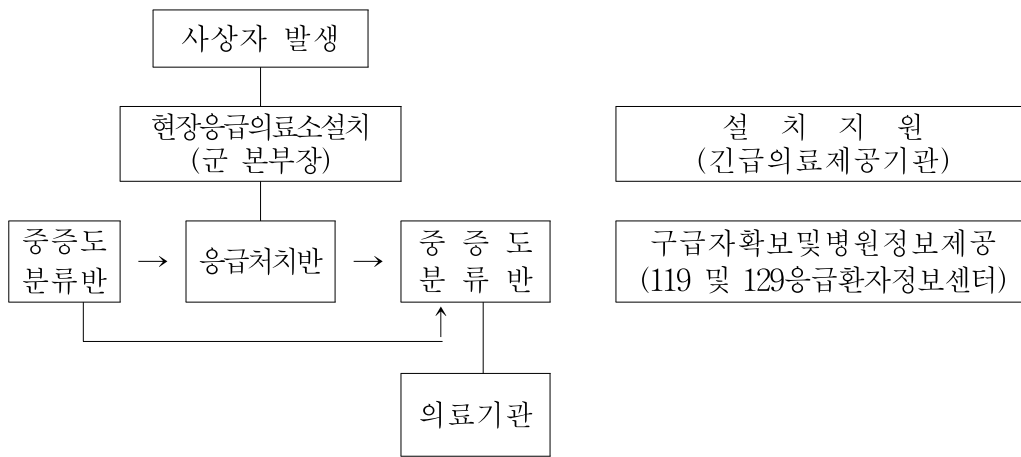 사상자 발생
현장응급의료소설치
(군 본부장)
설 치 지 원
(긴급의료제공기관)
중증도
분류반
→
응급처치반
→
중 증 도
분 류 반
구급자확보및병원정보제공
(119 및 129응급환자정보센터)
의료기관